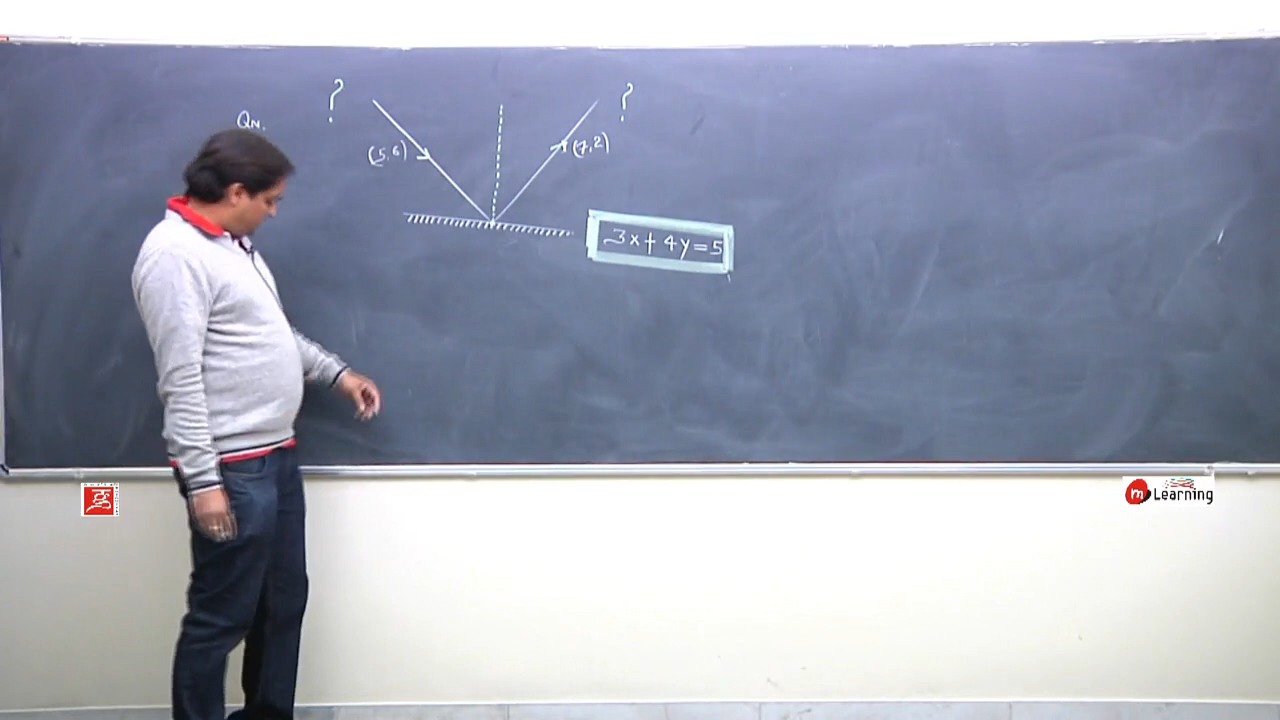 ?
?
QN.
(5,6)
(7,2)
3x+4y=5
m Learning